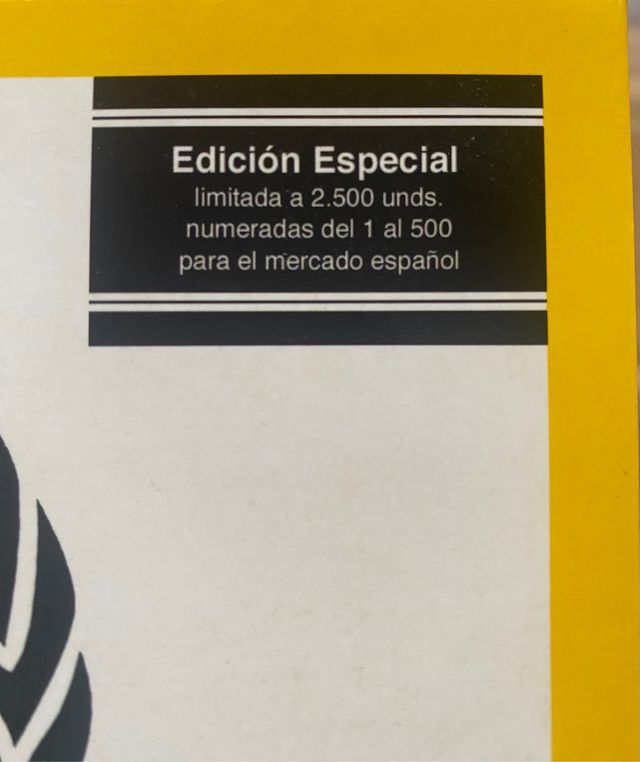 Edición Especial
limitada a 2.500 unds.
numeradas del 1 al 500
para el mercado español